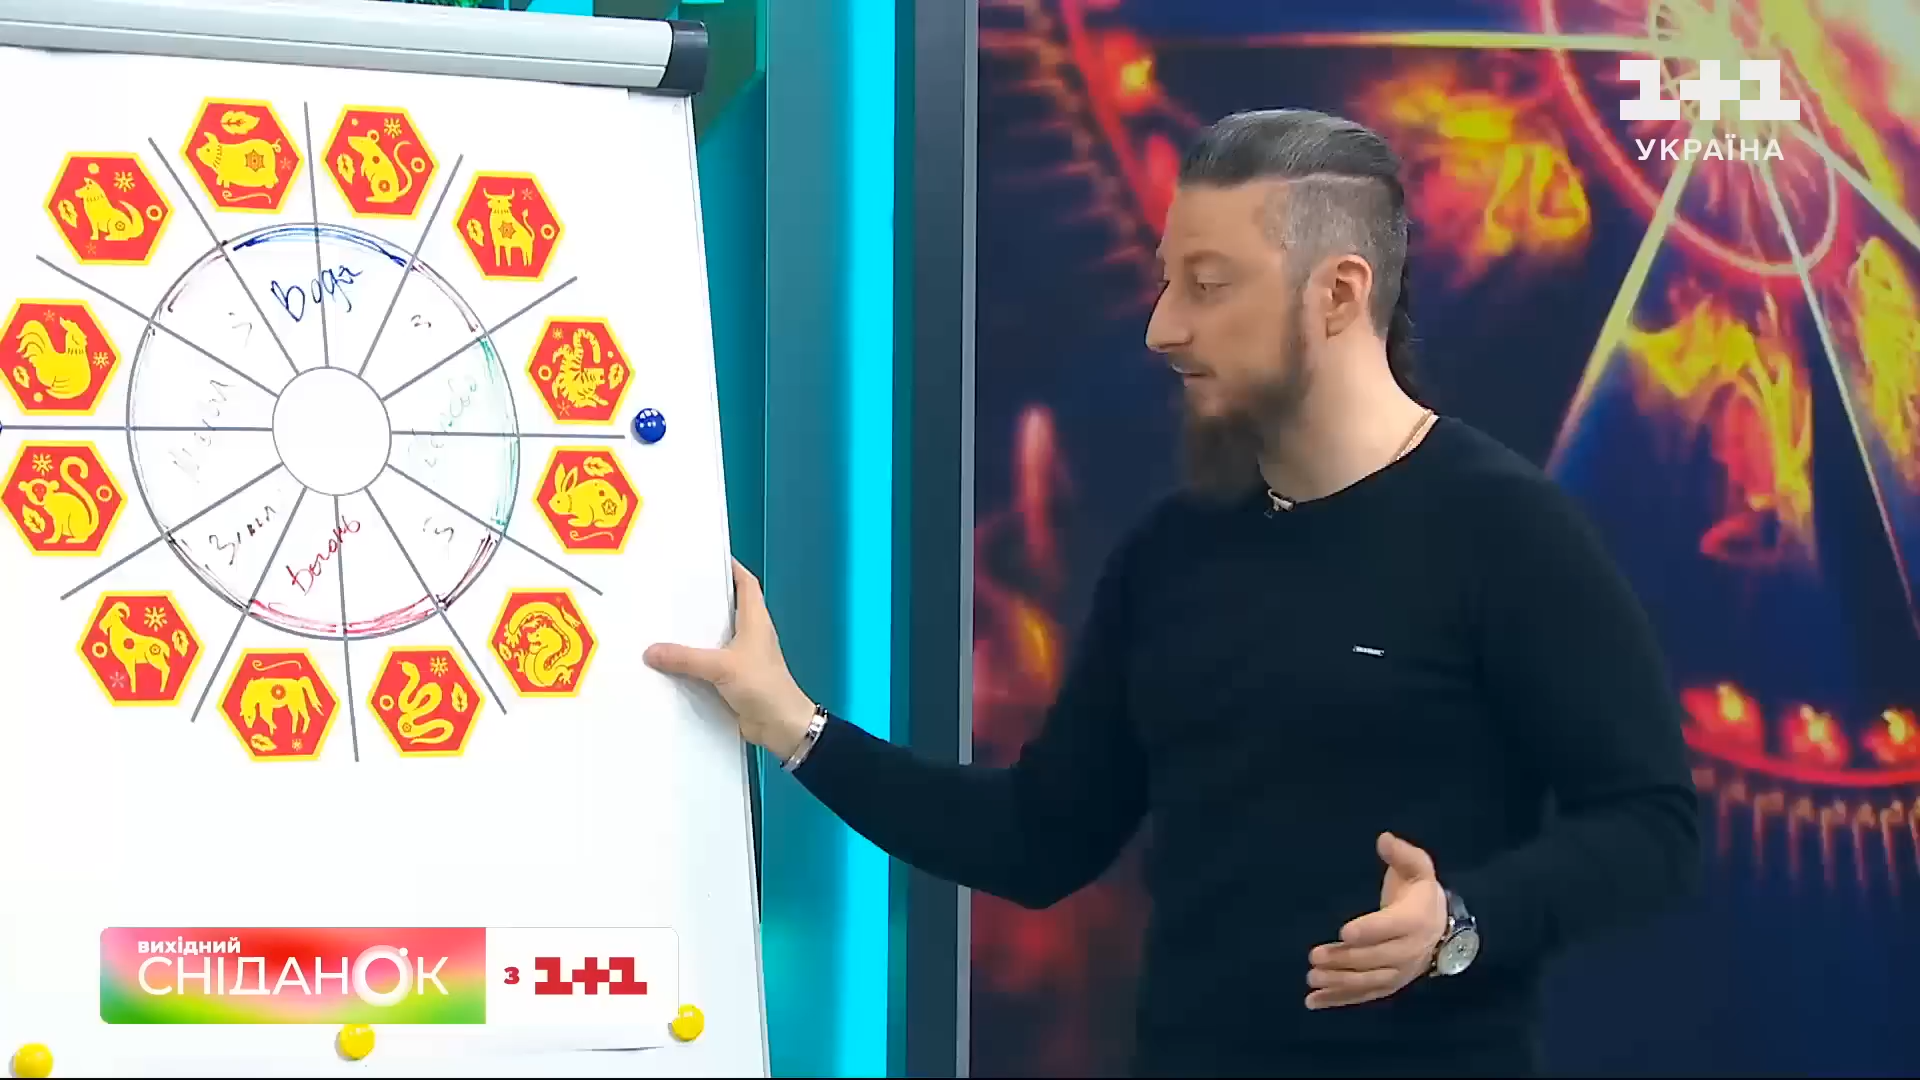 1+1
УКРАЇНА
Вода
З
З
Земля
Вогонь
З
вихідний
СНІДАНОК
з 1+1